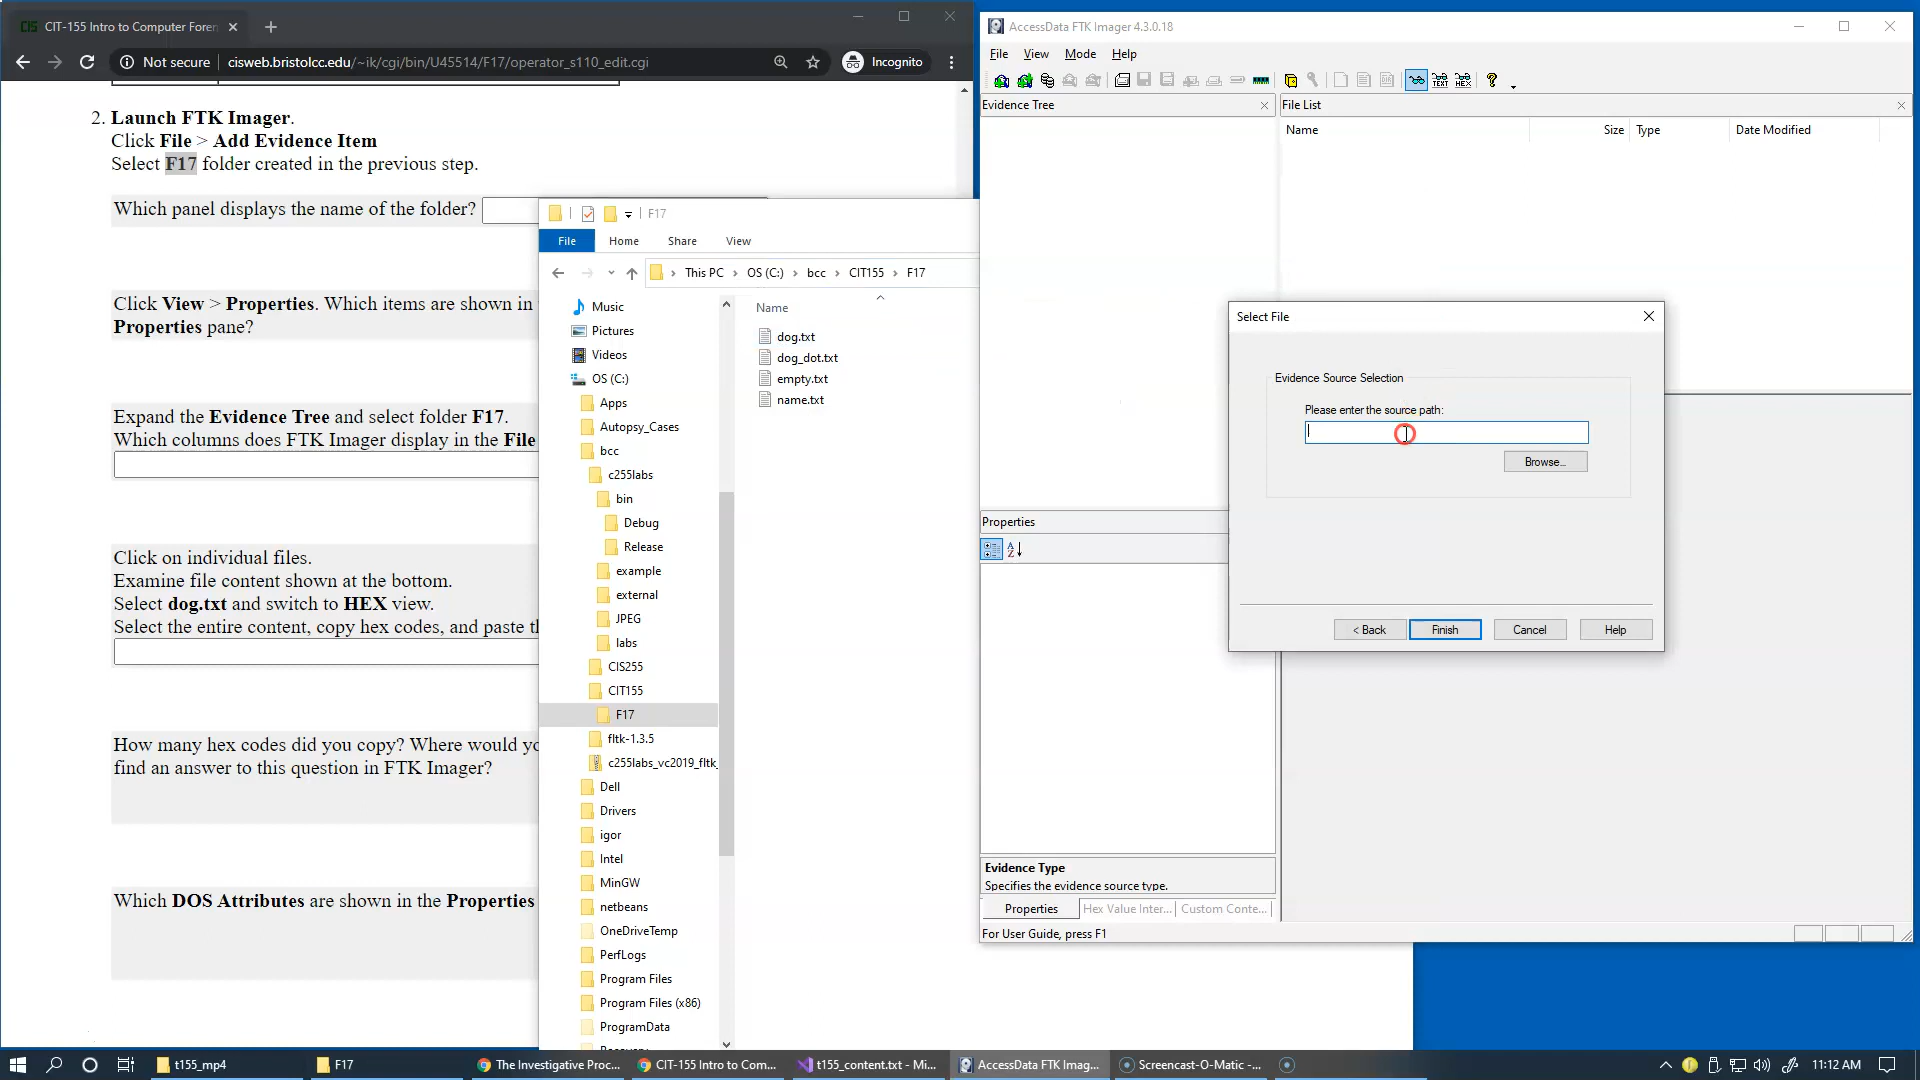 CIS CIT-155 Intro to Computer Foren
Not secure cisweb.bristolcc.edu/~ik/cgi/bin/U45514/F17/operator_s110_edit.cgi Incognito
2. Launch FTK Imager.
Click File > Add Evidence Item
Select F17 folder created in the previous step.
Which panel displays the name of the folder?
Click View > Properties. Which items are shown in
Properties pane?
Expand the Evidence Tree and select folder F17.
Which columns does FTK Imager display in the File
Click on individual files.
Examine file content shown at the bottom.
Select dog.txt and switch to HEX view.
Select the entire content, copy hex codes, and paste th
How many hex codes did you copy? Where would yo
find an answer to this question in FTK Imager?
Which DOS Attributes are shown in the Properties
F17
File Home Share View
This PC OS (C:) bcc CIT155 F17
Music
Pictures
Videos
OS (C:)
Apps
Autopsy_Cases
bcc
c255labs
bin
Debug
Release
example
external
JPEG
labs
CIS255
CIT155
F17
fltk-1.3.5
c255labs_vc2019_fltk_
Dell
Drivers
igor
Intel
MinGW
netbeans
OneDriveTemp
PerfLogs
Program Files
Program Files (x86)
ProgramData
Name
dog.txt
dog_dot.txt
empty.txt
name.txt
AccessData FTK Imager 4.3.0.18
File View Mode Help
TEXT HEX
Evidence Tree
File List
Name Size Type Date Modified
Select File
Evidence Source Selection
Please enter the source path:
Browse...
< Back Finish Cancel Help
Properties
A
Z
Evidence Type
Specifies the evidence source type.
Properties Hex Value Inter... Custom Conte...
For User Guide, press F1
t155_mp4 F17 The Investigative Proc... CIT-155 Intro to Com... t155_content.txt - Mi... AccessData FTK Imag... Screencast-O-Matic -... 11:12 AM